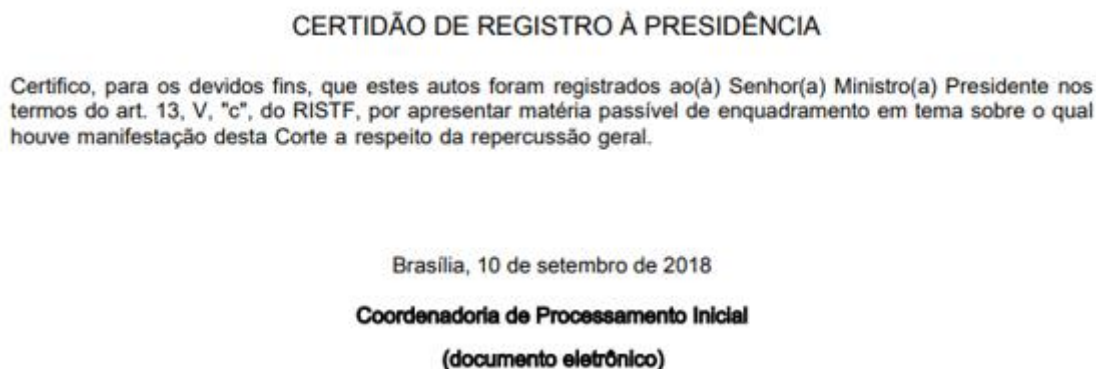 CERTIDÃO DE REGISTRO À PRESIDÊNCIA
Certifico, para os devidos fins, que estes autos foram registrados ao(à) Senhor(a) Ministro(a) Presidente nos
termos do art. 13, V, "c", do RISTF, por apresentar matéria passível de enquadramento em tema sobre o qual
houve manifestação desta Corte a respeito da repercussão geral.
Brasília, 10 de setembro de 2018
Coordenadoria de Processamento Inicial
(documento eletrônico)